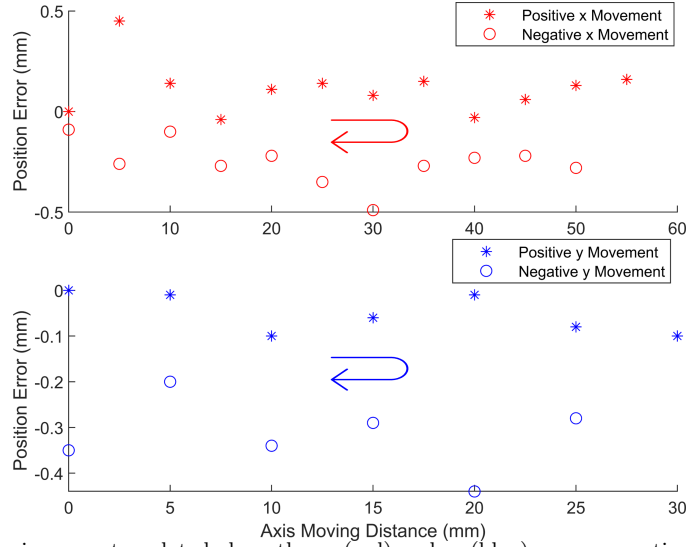 0.5
Positive x Movement
Negative x Movement
0
-0.5
Position Error (mm)
0 10 20 30 40 50 60
Positive y Movement
Negative y Movement
0
-0.1
-0.2
-0.3
-0.4
Position Error (mm)
0 5 10 15 20 25 30
Axis Moving Distance (mm)